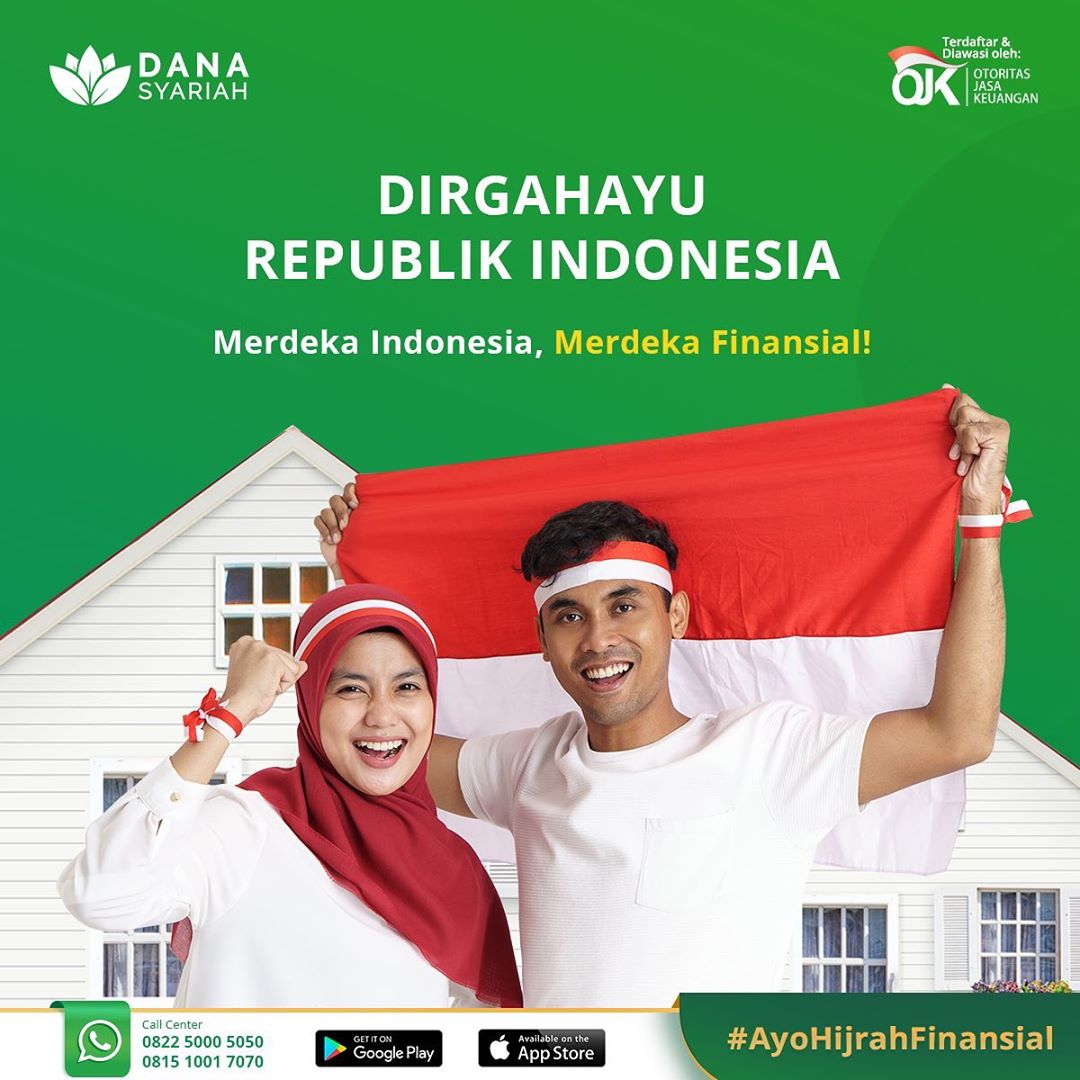 DANA
SYARIAH
Terdaftar &
Diawasi oleh:
OJK
OTORITAS
JASA
KEUANGAN
DIRGAHAYU
REPUBLIK INDONESIA
Merdeka Indonesia, Merdeka Finansial!
Call Center
0822 5000 5050
0815 1001 7070
GET IT ON
Google Play
Available on the
App Store
#AyoHijrahFinansial